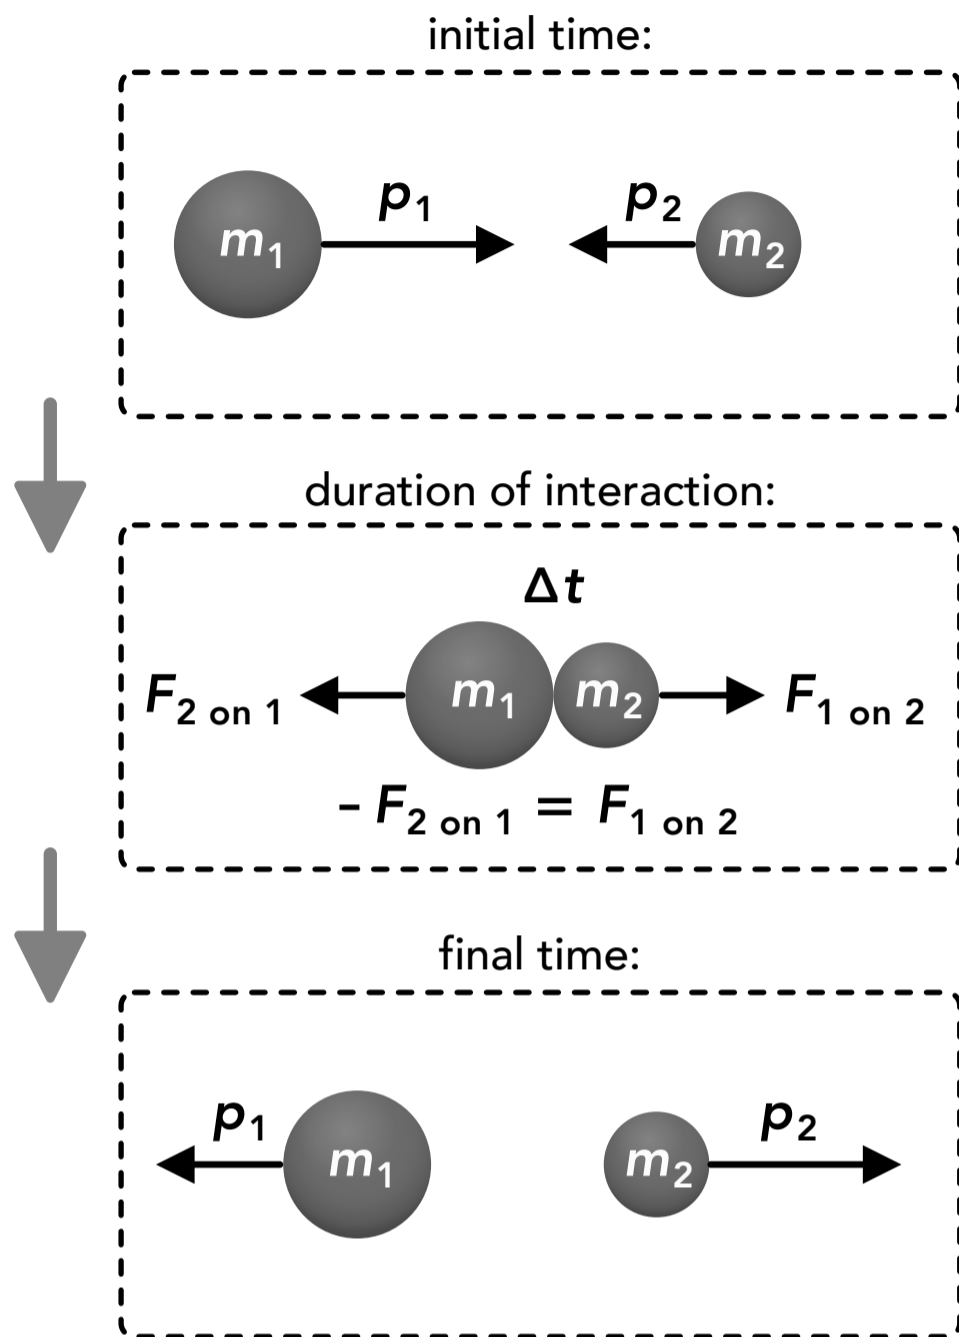 initial time:
p₁ p₂
m₁ m₂
duration of interaction:
Δt
F₂ on ₁ m₁ m₂ F₁ on ₂
– F₂ on ₁ = F₁ on ₂
final time:
p₁ p₂
m₁ m₂